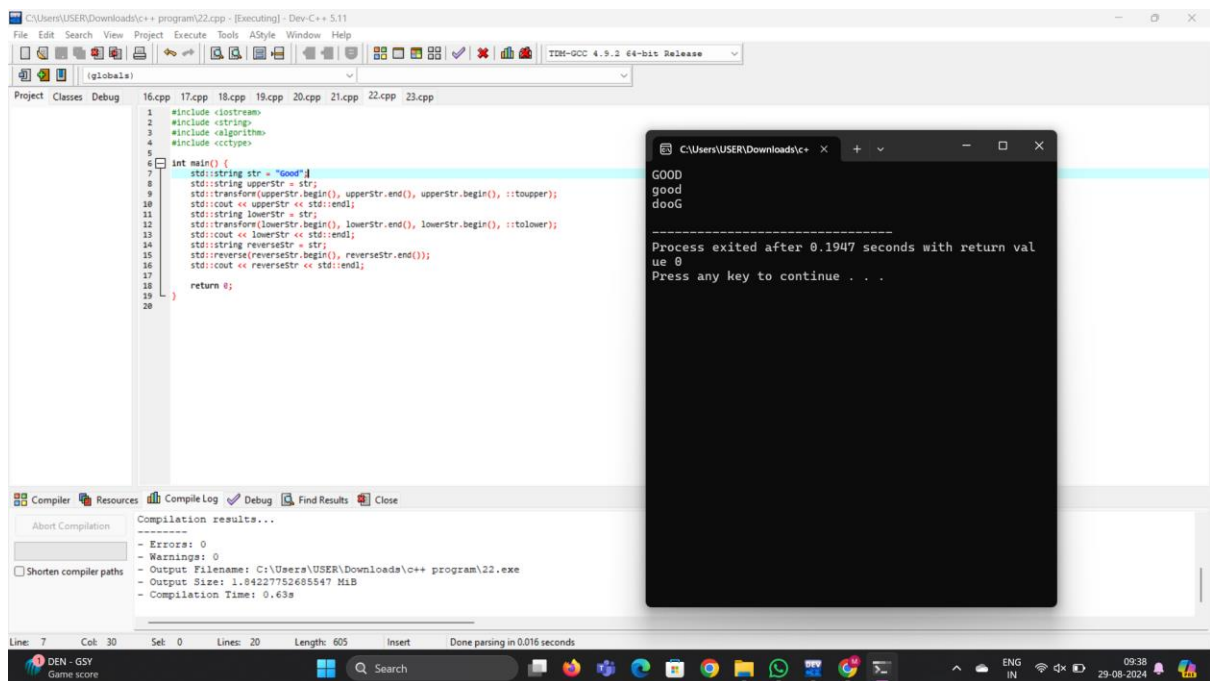 C:\Users\USER\Downloads\c++ program\22.cpp - [Executing] - Dev-C++ 5.11
File Edit Search View Project Execute Tools AStyle Window Help
TDM-GCC 4.9.2 64-bit Release
(globals)
Project Classes Debug 16.cpp 17.cpp 18.cpp 19.cpp 20.cpp 21.cpp 22.cpp 23.cpp
1 #include <iostream>
2 #include <string>
3 #include <algorithm>
4 #include <cctype>
5
6 int main() {
7 std::string str = "Good";
8 std::string upperStr = str;
9 std::transform(upperStr.begin(), upperStr.end(), upperStr.begin(), ::toupper);
10 std::cout << upperStr << std::endl;
11 std::string lowerStr = str;
12 std::transform(lowerStr.begin(), lowerStr.end(), lowerStr.begin(), ::tolower);
13 std::cout << lowerStr << std::endl;
14 std::string reverseStr = str;
15 std::reverse(reverseStr.begin(), reverseStr.end());
16 std::cout << reverseStr << std::endl;
17
18 return 0;
19 }
20
C:\Users\USER\Downloads\c+
GOOD
good
dooG
--------------------------------
Process exited after 0.1947 seconds with return val
ue 0
Press any key to continue . . .
Compiler Resources Compile Log Debug Find Results Close
Abort Compilation
Shorten compiler paths
Compilation results...
--------
- Errors: 0
- Warnings: 0
- Output Filename: C:\Users\USER\Downloads\c++ program\22.exe
- Output Size: 1.84227752685547 MiB
- Compilation Time: 0.63s
Line: 7 Col: 30 Sel: 0 Lines: 20 Length: 605 Insert Done parsing in 0.016 seconds
1
DEN - GSY
Game score
Search
ENG
IN
09:38
29-08-2024